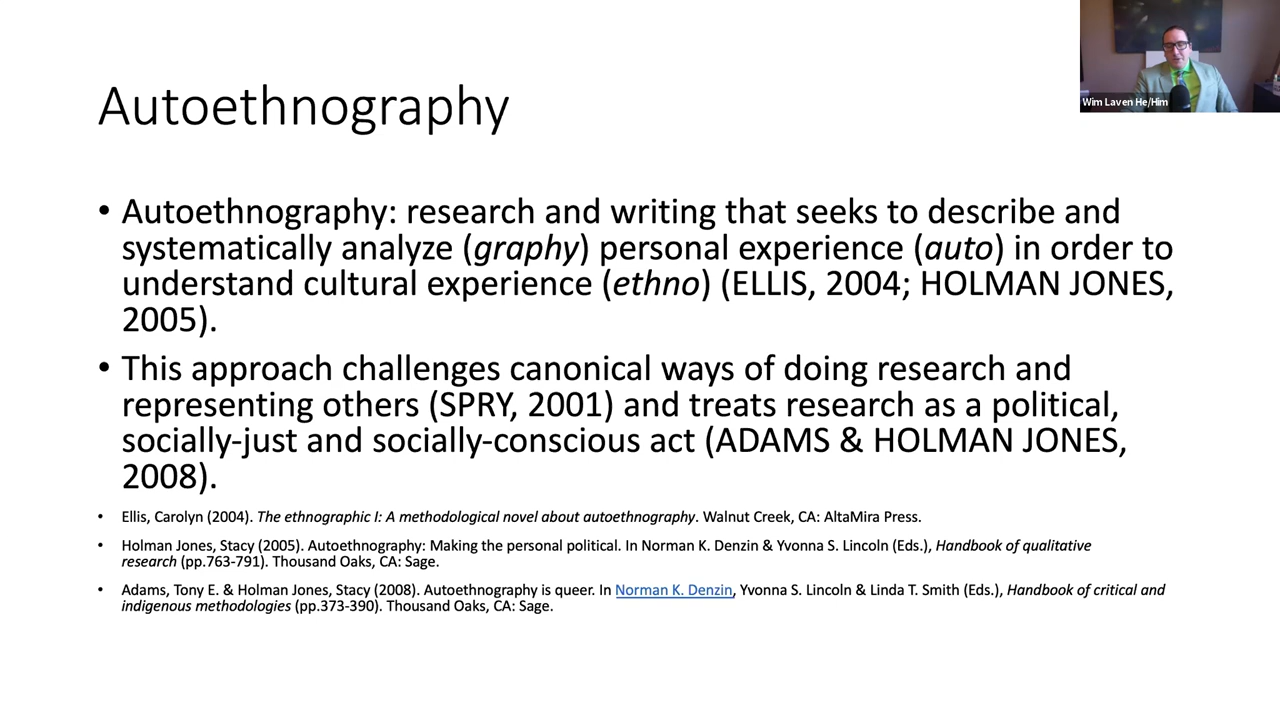 Wim Laven He/Him
Autoethnography
• Autoethnography: research and writing that seeks to describe and
systematically analyze (graphy) personal experience (auto) in order to
understand cultural experience (ethno) (ELLIS, 2004; HOLMAN JONES,
2005).
• This approach challenges canonical ways of doing research and
representing others (SPRY, 2001) and treats research as a political,
socially-just and socially-conscious act (ADAMS & HOLMAN JONES,
2008).
• Ellis, Carolyn (2004). The ethnographic I: A methodological novel about autoethnography. Walnut Creek, CA: AltaMira Press.
• Holman Jones, Stacy (2005). Autoethnography: Making the personal political. In Norman K. Denzin & Yvonna S. Lincoln (Eds.), Handbook of qualitative
research (pp.763-791). Thousand Oaks, CA: Sage.
• Adams, Tony E. & Holman Jones, Stacy (2008). Autoethnography is queer. In Norman K. Denzin, Yvonna S. Lincoln & Linda T. Smith (Eds.), Handbook of critical and
indigenous methodologies (pp.373-390). Thousand Oaks, CA: Sage.